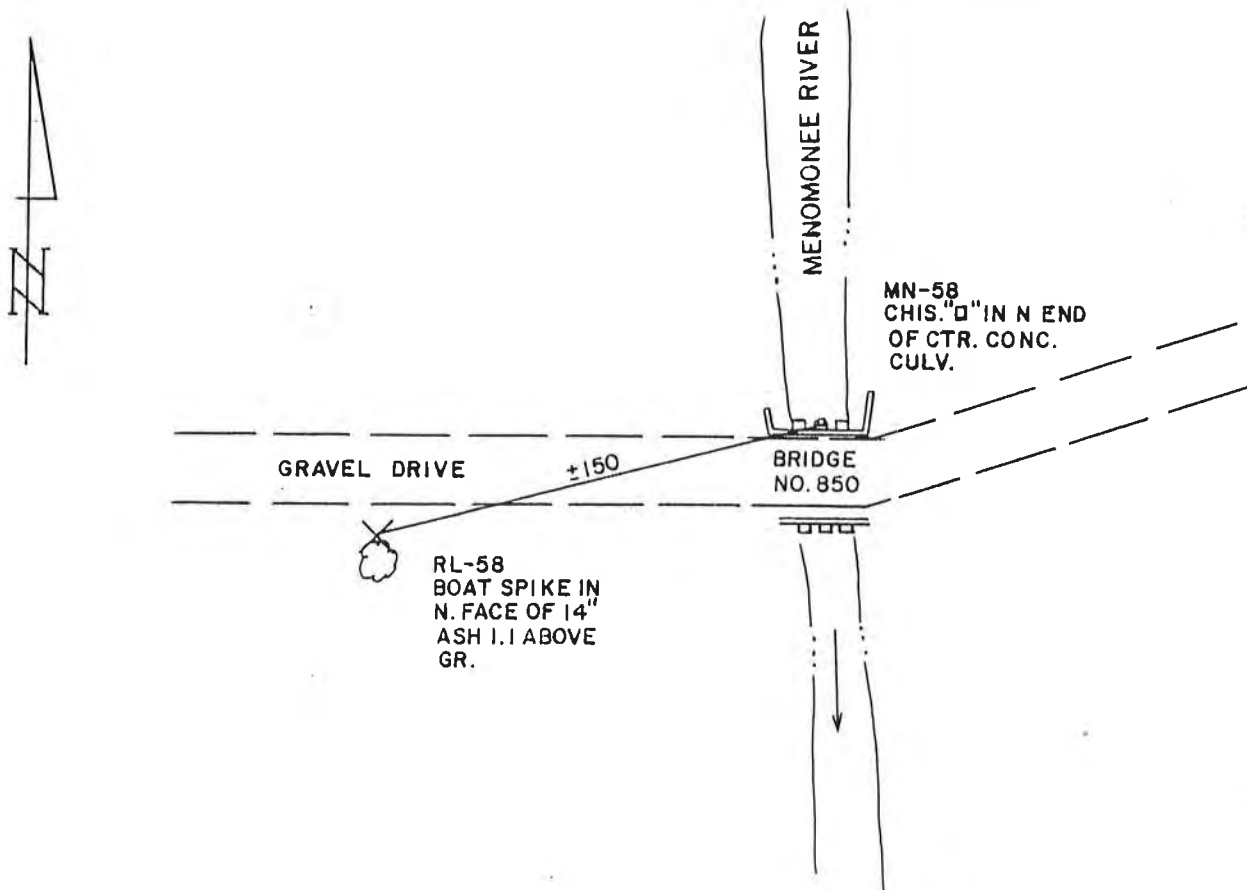 N
MENOMONEE RIVER
MN-58
CHIS."□"IN N END
OF CTR. CONC.
CULV.
GRAVEL DRIVE
±150
BRIDGE
NO. 850
RL-58
BOAT SPIKE IN
N. FACE OF 14"
ASH 1.1 ABOVE
GR.